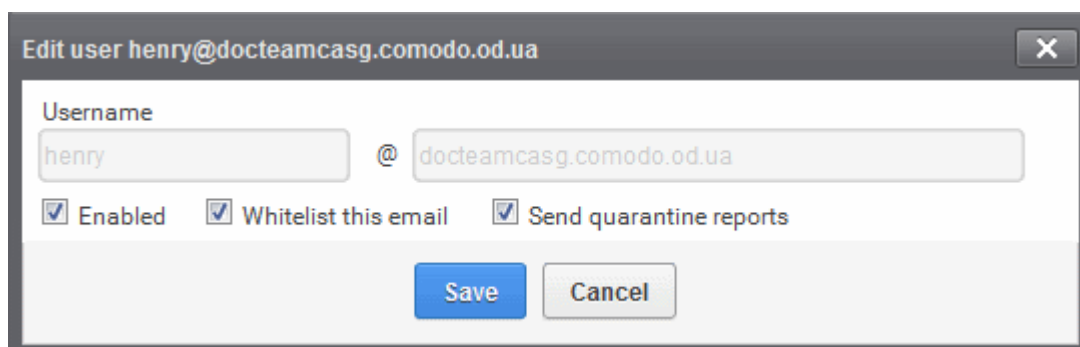 Edit user henry@docteamcasg.comodo.od.ua
Username
henry @ docteamcasg.comodo.od.ua
Enabled Whitelist this email Send quarantine reports
Save Cancel